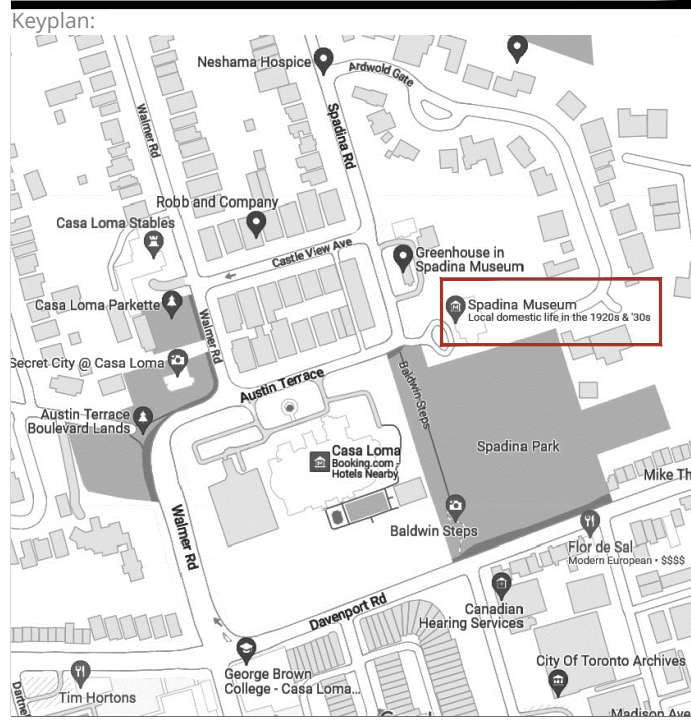 Keyplan:
Neshama Hospice
Ardwold Gate
Walmer Rd
Spadina Rd
Robb and Company
Casa Loma Stables
Castle View Ave
Greenhouse in
Spadina Museum
Spadina Museum
Local domestic life in the 1920s & '30s
Casa Loma Parkette
Walmer Rd
Secret City @ Casa Loma
Austin Terrace
Baldwin Steps
Austin Terrace
Boulevard Lands
Casa Loma
Booking.com
Hotels Nearby
Spadina Park
Mike Th
Walmer Rd
Baldwin Steps
Flor de Sal
Modern European • $$$$
Davenport Rd
Canadian
Hearing Services
George Brown
College - Casa Loma...
City Of Toronto Archives
Tim Hortons
Madison Ave